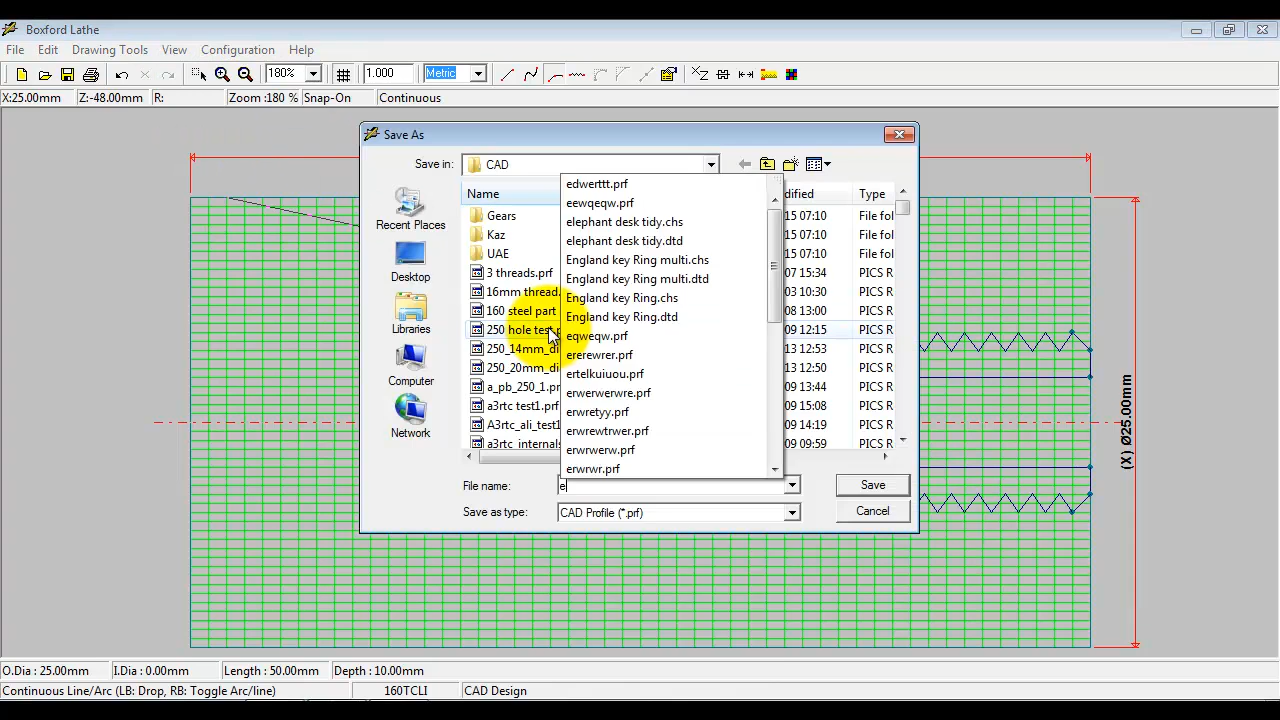 Boxford Lathe
File Edit Drawing Tools View Configuration Help
180% 1.000 Metric
X:25.00mm Z:-48.00mm R: Zoom :180 % Snap-On Continuous
Save As
Save in: CAD
Name Type
Recent Places
Desktop
Libraries
Computer
Network
Gears 15 07:10 File fol
Kaz 15 07:10 File fol
UAE 15 07:10 File fol
3 threads.prf 07 15:34 PICS R
16mm thread. 03 10:30 PICS R
160 steel part 08 13:00 PICS R
250 hole test.p 09 12:15 PICS R
250_14mm_di 13 12:53 PICS R
250_20mm_di 13 12:50 PICS R
a_pb_250_1.pr 09 13:44 PICS R
a3rtc test1.prf 09 15:08 PICS R
A3rtc_ali_test1 09 14:19 PICS R
a3rtc_internals 09 09:59 PICS R
edwerttt.prf
eewqeqw.prf
elephant desk tidy.chs
elephant desk tidy.dtd
England key Ring multi.chs
England key Ring multi.dtd
England key Ring.chs
England key Ring.dtd
eqweqw.prf
ererewrer.prf
ertelkuiuou.prf
erwerwerwre.prf
erwretyy.prf
erwrewtrwer.prf
erwrwerw.prf
erwrwr.prf
File name: e Save
Save as type: CAD Profile (*.prf) Cancel
(X) Ø25.00mm
O.Dia : 25.00mm I.Dia : 0.00mm Length : 50.00mm Depth : 10.00mm
Continuous Line/Arc (LB: Drop, RB: Toggle Arc/line) 160TCLI CAD Design